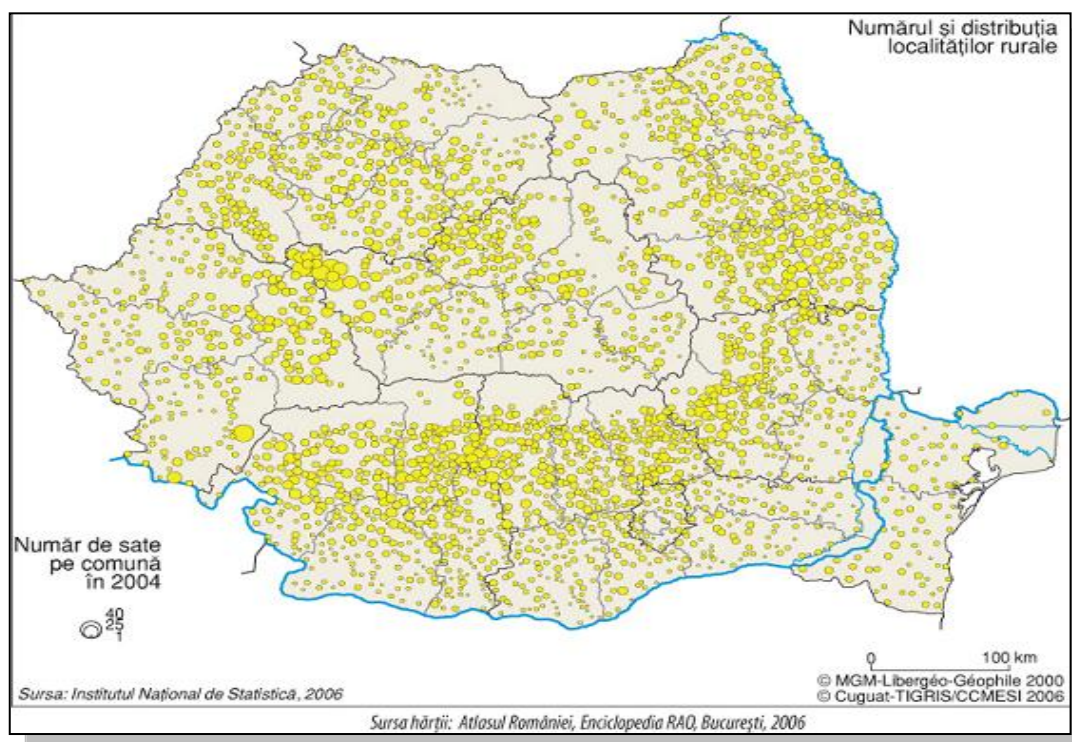 Numărul și distribuția
localităților rurale
Număr de sate
pe comună
în 2004
40
25
1
0 100 km
Sursa: Institutul Național de Statistică, 2006
© MGM-Libergéo-Géophile 2000
© Cuguat-TIGRIS/CCMESI 2006
Sursa hărții: Atlasul României, Enciclopedia RAO, București, 2006